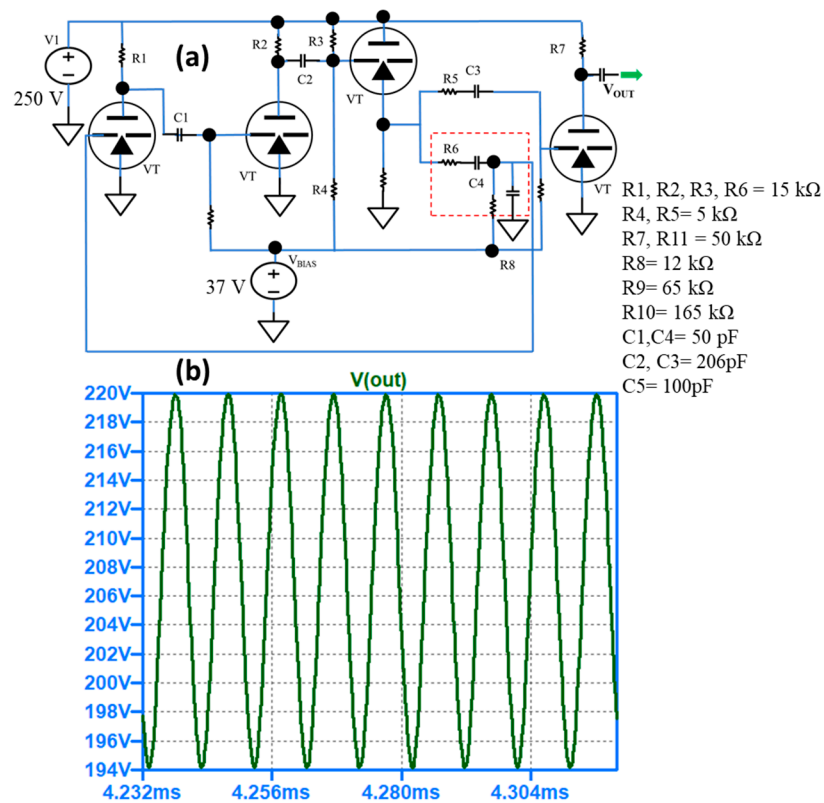 (a)
V1
250 V
R1
R2
R3
R7
C1
C2
VT
VT
VT
VT
R5
C3
R6
C4
R4
R8
VOUT
VBIAS
37 V
R1, R2, R3, R6 = 15 kΩ
R4, R5= 5 kΩ
R7, R11 = 50 kΩ
R8= 12 kΩ
R9= 65 kΩ
R10= 165 kΩ
C1,C4= 50 pF
C2, C3= 206pF
C5= 100pF
(b)
V(out)
220V
218V
216V
214V
212V
210V
208V
206V
204V
202V
200V
198V
196V
194V
4.232ms 4.256ms 4.280ms 4.304ms